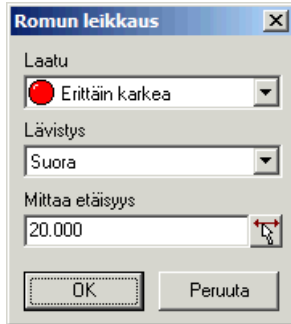 Romun leikkaus
Laatu
Erittäin karkea
Lävistys
Suora
Mittaa etäisyys
20.000
OK
Peruuta